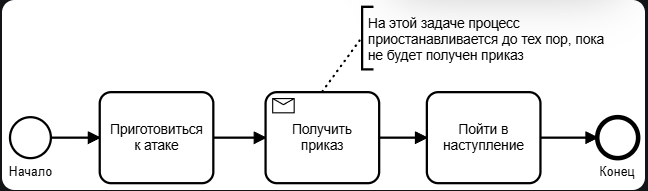 На этой задаче процесс
приостанавливается до тех пор, пока
не будет получен приказ
Начало
Приготовиться
к атаке
Получить
приказ
Пойти в
наступление
Конец